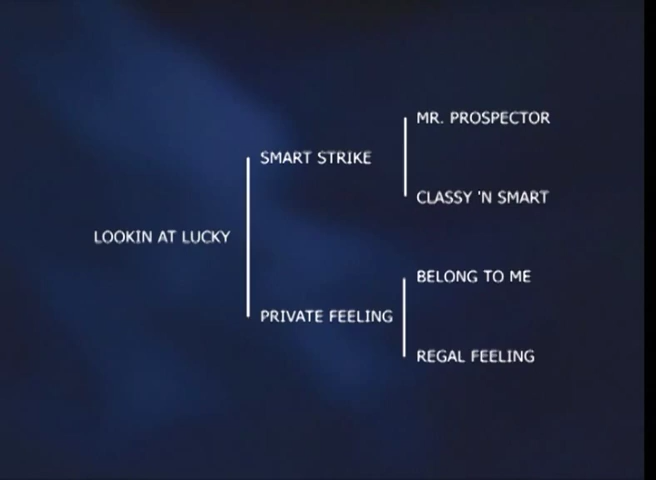 MR. PROSPECTOR
SMART STRIKE
CLASSY 'N SMART
LOOKIN AT LUCKY
BELONG TO ME
PRIVATE FEELING
REGAL FEELING